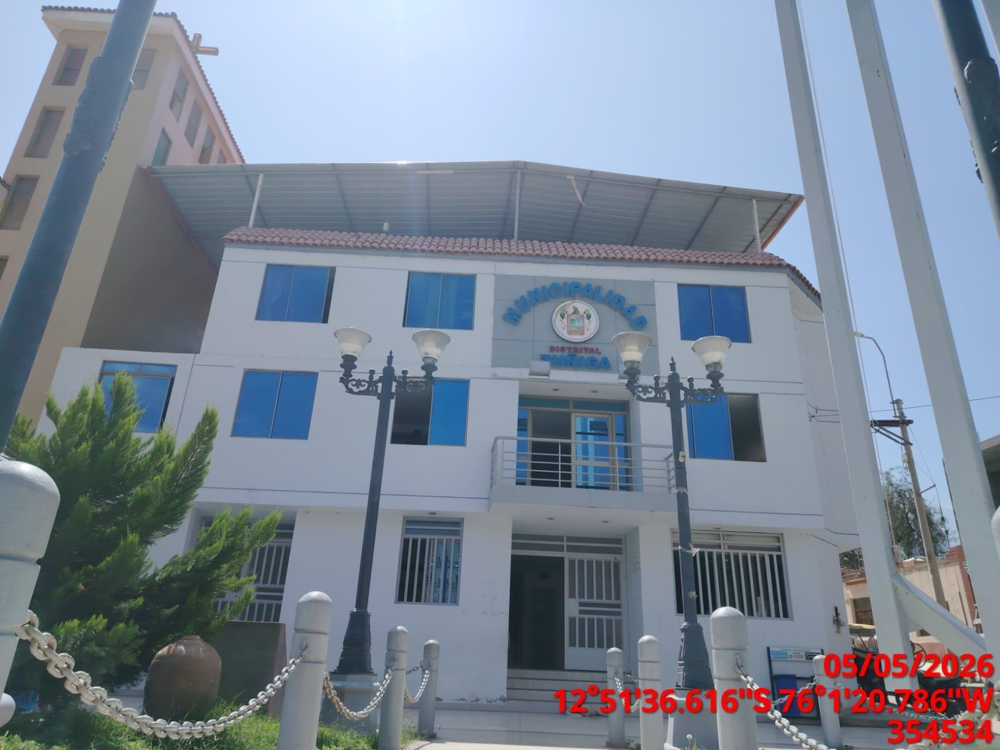 MUNICIPALIDAD
DISTRITAL
ZUÑIGA
05/05/2026
12°51'36.616"S 76°1'20.786"W
354534